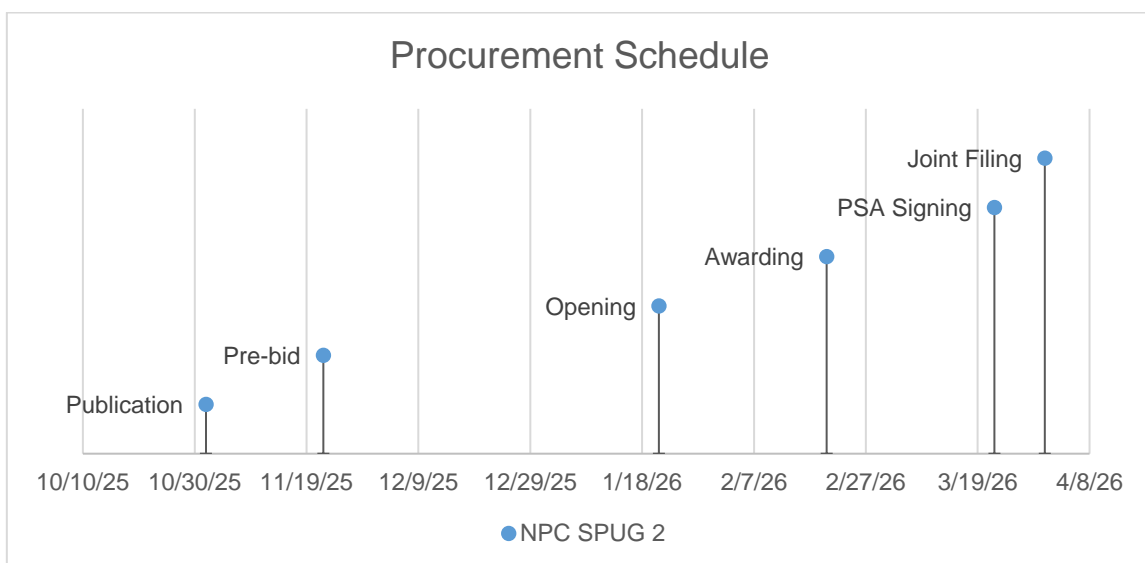 Procurement Schedule
Joint Filing
PSA Signing
Awarding
Opening
Pre-bid
Publication
10/10/25 10/30/25 11/19/25 12/9/25 12/29/25 1/18/26 2/7/26 2/27/26 3/19/26 4/8/26
NPC SPUG 2